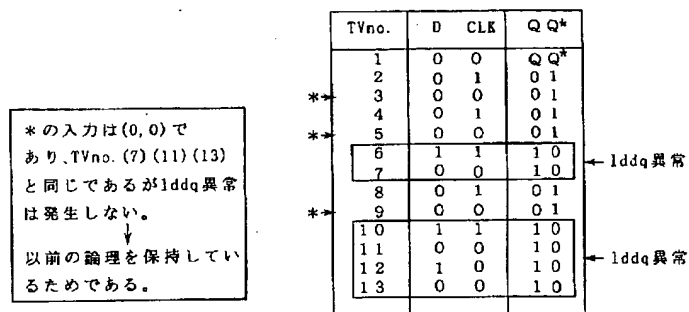 TVno. D CLK Q Q*
1 0 0 Q Q*
2 0 1 0 1
*→ 3 0 0 0 1
4 0 1 0 1
*→ 5 0 0 0 1
6 1 1 1 0
7 0 0 1 0
← Iddq異常
8 0 1 0 1
*→ 9 0 0 0 1
10 1 1 1 0
11 0 0 1 0
12 1 0 1 0
13 0 0 1 0
← Iddq異常
*の入力は(0,0)で
あり、TVno.(7)(11)(13)
と同じであるがIddq異常
は発生しない。
↓
以前の論理を保持してい
るためである。